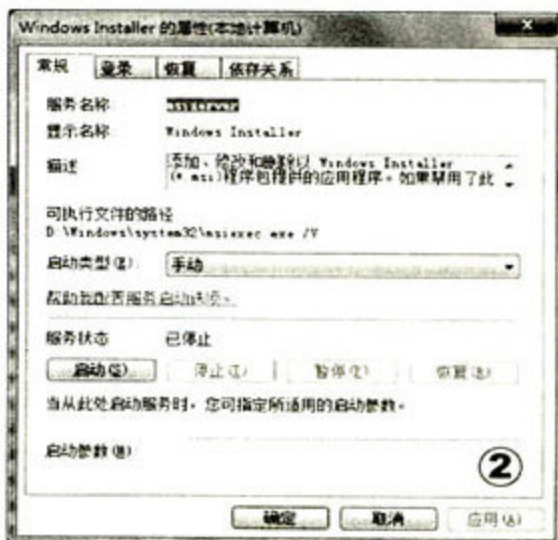 Windows Installer 的属性(本地计算机)
常规 登录 恢复 依存关系
服务名称: msiserver
显示名称: Windows Installer
描述: 添加、修改和删除以 Windows Installer
(*.msi)程序包提供的应用程序。如果禁用了此
可执行文件的路径
D:\Windows\system32\msiexec.exe /V
启动类型(E): 手动
帮助我配置服务启动选项。
服务状态: 已停止
启动(S) 停止(T) 暂停(P) 恢复(R)
当从此处启动服务时,您可指定所适用的启动参数。
启动参数(M):
②
确定 取消 应用(A)